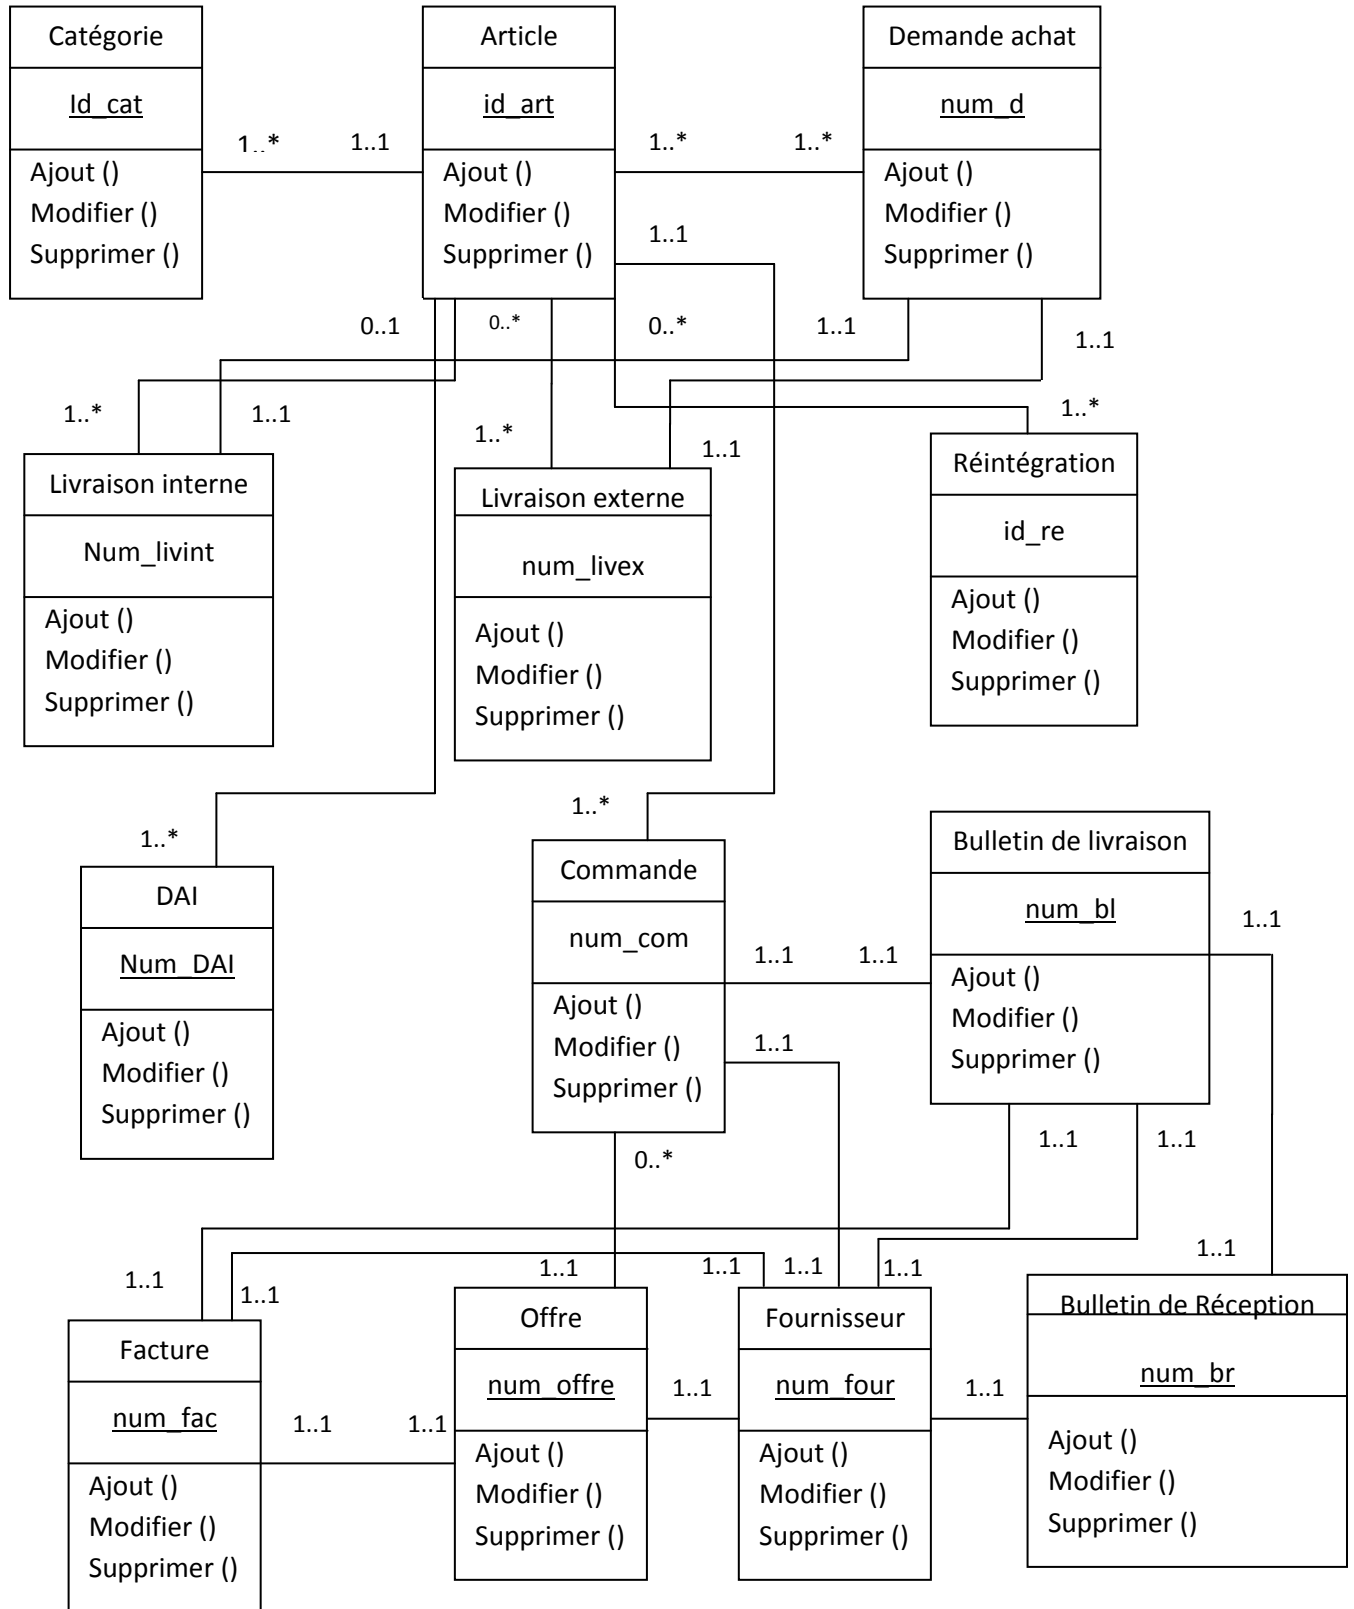 Catégorie
Id_cat
Ajout ()
Modifier ()
Supprimer ()
1..*
1..1
Article
id_art
Ajout ()
Modifier ()
Supprimer ()
1..*
1..*
1..1
Demande achat
num_d
Ajout ()
Modifier ()
Supprimer ()
0..1
0..*
0..*
1..1
1..1
1..*
1..1
1..*
1..1
1..*
Livraison interne
Num_livint
Ajout ()
Modifier ()
Supprimer ()
Livraison externe
num_livex
Ajout ()
Modifier ()
Supprimer ()
Réintégration
id_re
Ajout ()
Modifier ()
Supprimer ()
1..*
1..*
DAI
Num_DAI
Ajout ()
Modifier ()
Supprimer ()
Commande
num_com
Ajout ()
Modifier ()
Supprimer ()
1..1
1..1
1..1
Bulletin de livraison
num_bl
Ajout ()
Modifier ()
Supprimer ()
1..1
0..*
1..1
1..1
1..1
1..1
1..1
1..1
1..1
1..1
1..1
Facture
num_fac
Ajout ()
Modifier ()
Supprimer ()
1..1
1..1
Offre
num_offre
Ajout ()
Modifier ()
Supprimer ()
1..1
Fournisseur
num_four
Ajout ()
Modifier ()
Supprimer ()
1..1
Bulletin de Réception
num_br
Ajout ()
Modifier ()
Supprimer ()